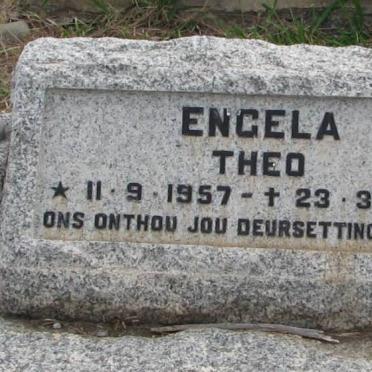 ENGELA
THEO
★ 11 · 9 · 1957 - ✝ 23 · 3
ONS ONTHOU JOU DEURSETTING